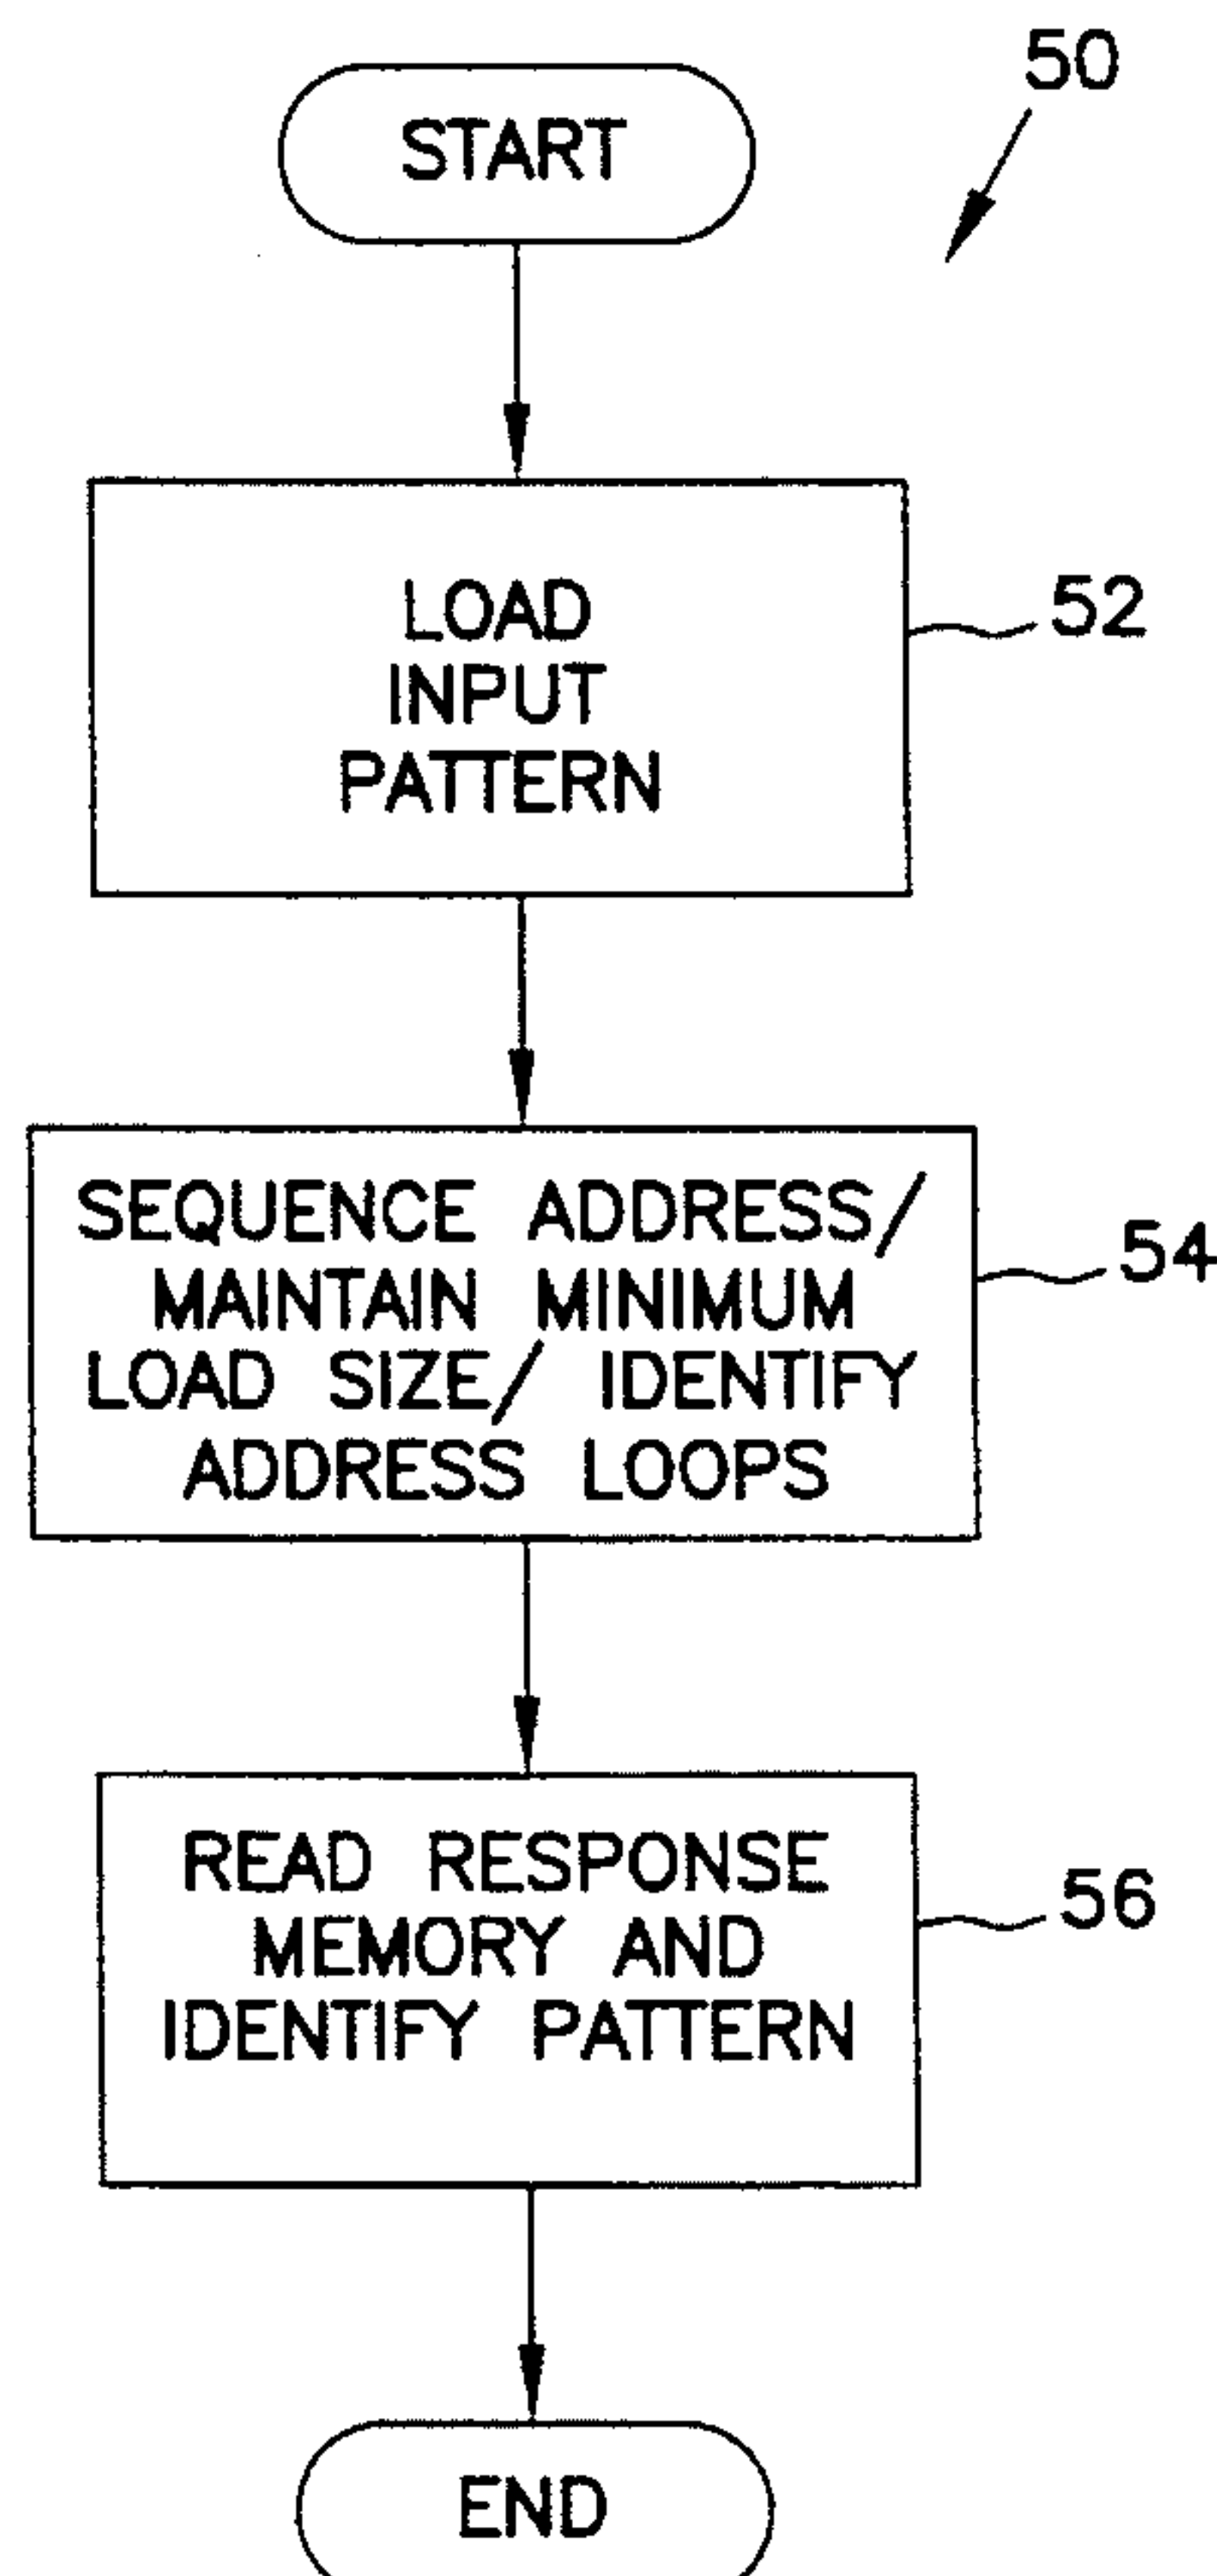 50
START
LOAD
INPUT
PATTERN
52
SEQUENCE ADDRESS/
MAINTAIN MINIMUM
LOAD SIZE/ IDENTIFY
ADDRESS LOOPS
54
READ RESPONSE
MEMORY AND
IDENTIFY PATTERN
56
END